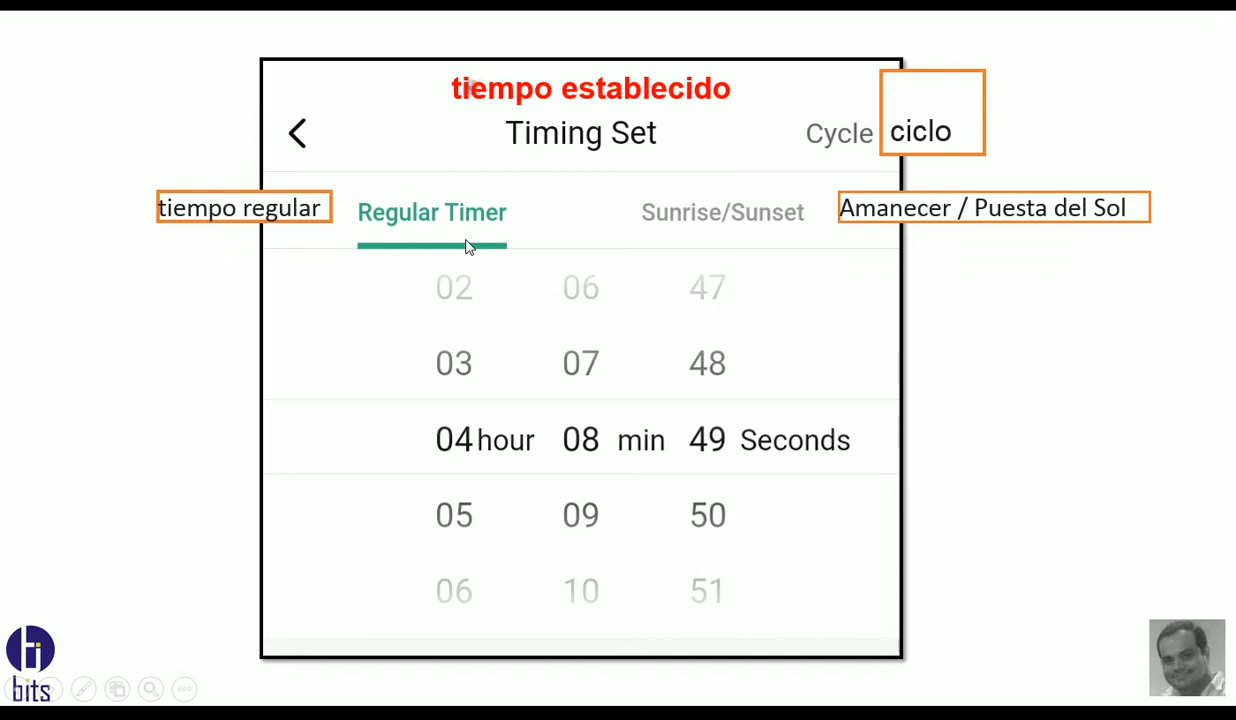 tiempo establecido
Timing Set
Cycle ciclo
tiempo regular Regular Timer Sunrise/Sunset Amanecer / Puesta del Sol
02 06 47
03 07 48
04 hour 08 min 49 Seconds
05 09 50
06 10 51
bits